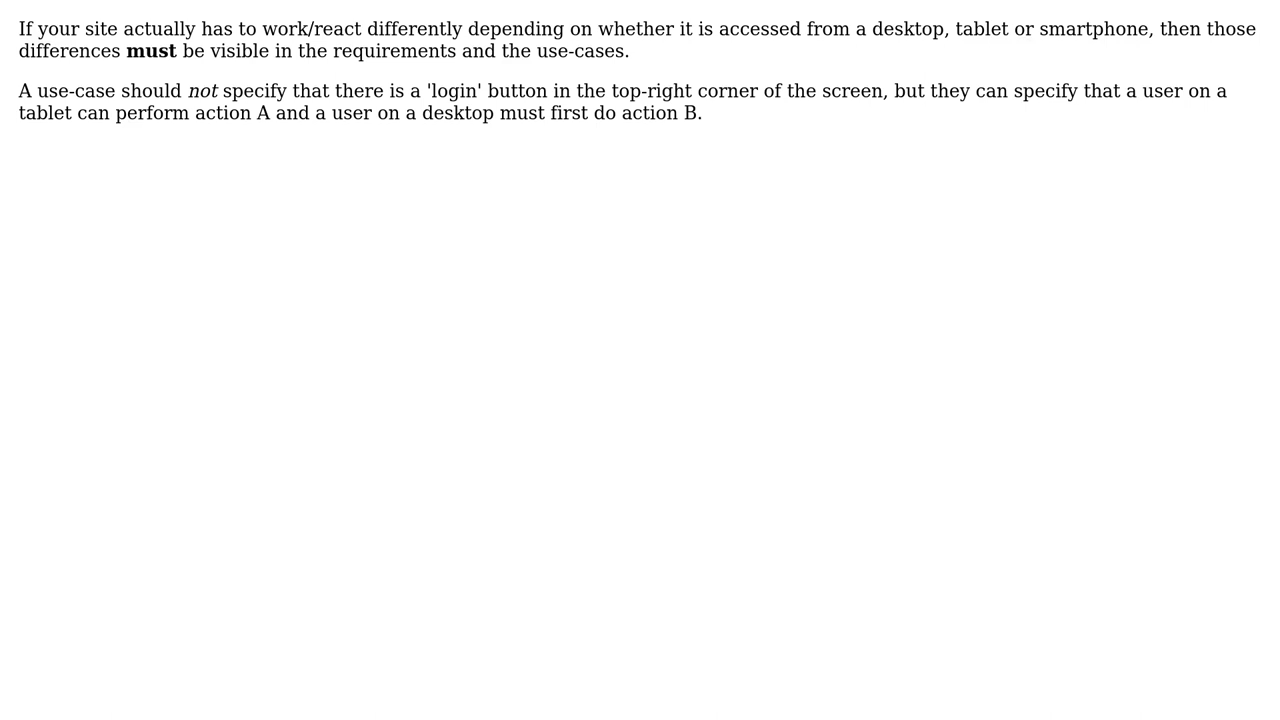 If your site actually has to work/react differently depending on whether it is accessed from a desktop, tablet or smartphone, then those
differences must be visible in the requirements and the use-cases.
A use-case should not specify that there is a 'login' button in the top-right corner of the screen, but they can specify that a user on a
tablet can perform action A and a user on a desktop must first do action B.